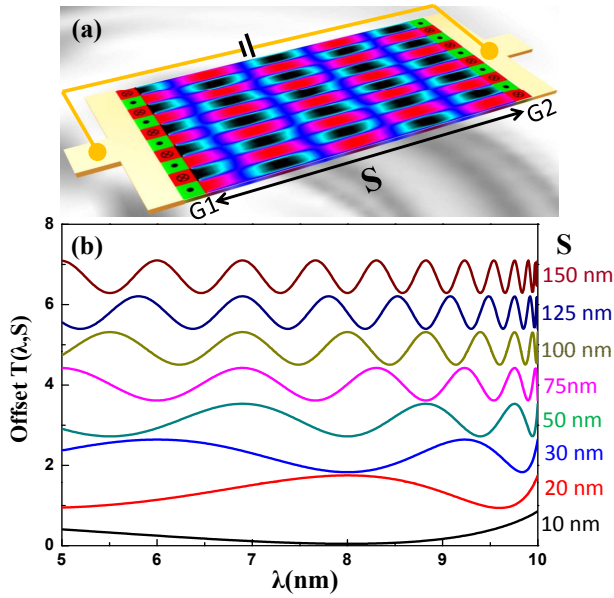 (a)
G2
S
G1
(b)
S
Offset T(λ,S)
8
6
4
2
0
150 nm
125 nm
100 nm
75nm
50 nm
30 nm
20 nm
10 nm
5 6 7 8 9 10
λ(nm)